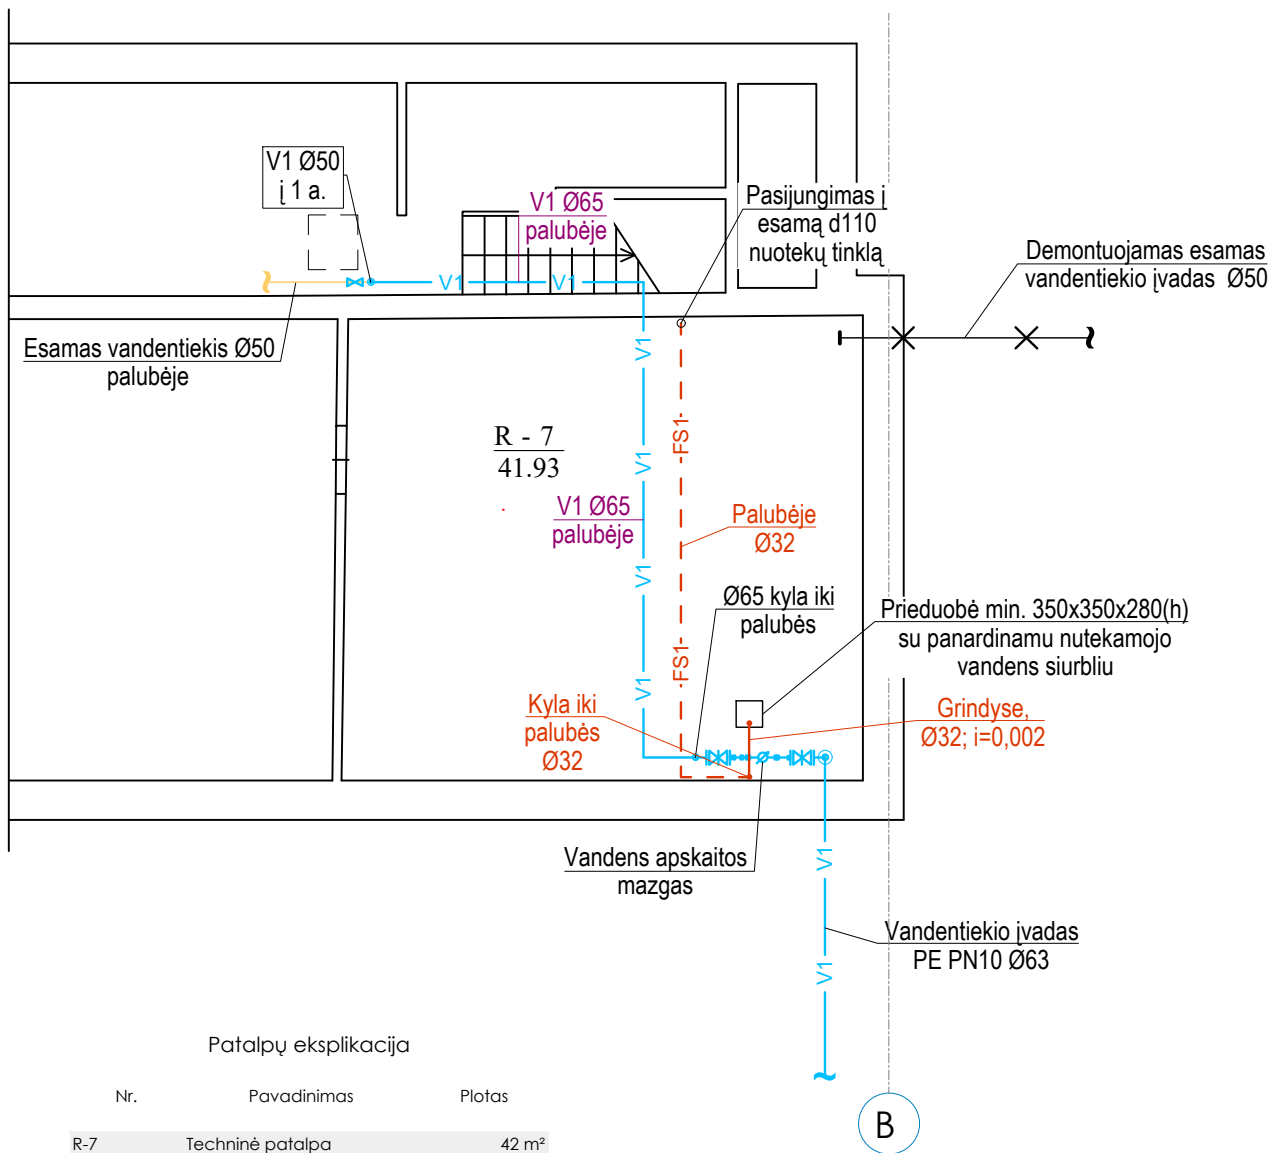 V1 Ø50
į 1 a.
V1 Ø65
palubėje
Pasijungimas į
esamą d110
nuotekų tinklą
Demontuojamas esamas
vandentiekio įvadas Ø50
V1
V1
Esamas vandentiekis Ø50
palubėje
V1
FS1
R - 7
41.93
V1
V1 Ø65
palubėje
Palubėje
Ø32
V1
Ø65 kyla iki
palubės
Prieduobė min. 350x350x280(h)
su panardinamu nutekamojo
vandens siurbliu
FS1
V1
Kyla iki
palubės
Ø32
Grindyse,
Ø32; i=0,002
Vandens apskaitos
mazgas
V1
Vandentiekio įvadas
PE PN10 Ø63
V1
Patalpų eksplikacija
Nr. Pavadinimas Plotas
R-7 Techninė patalpa 42 m²
B